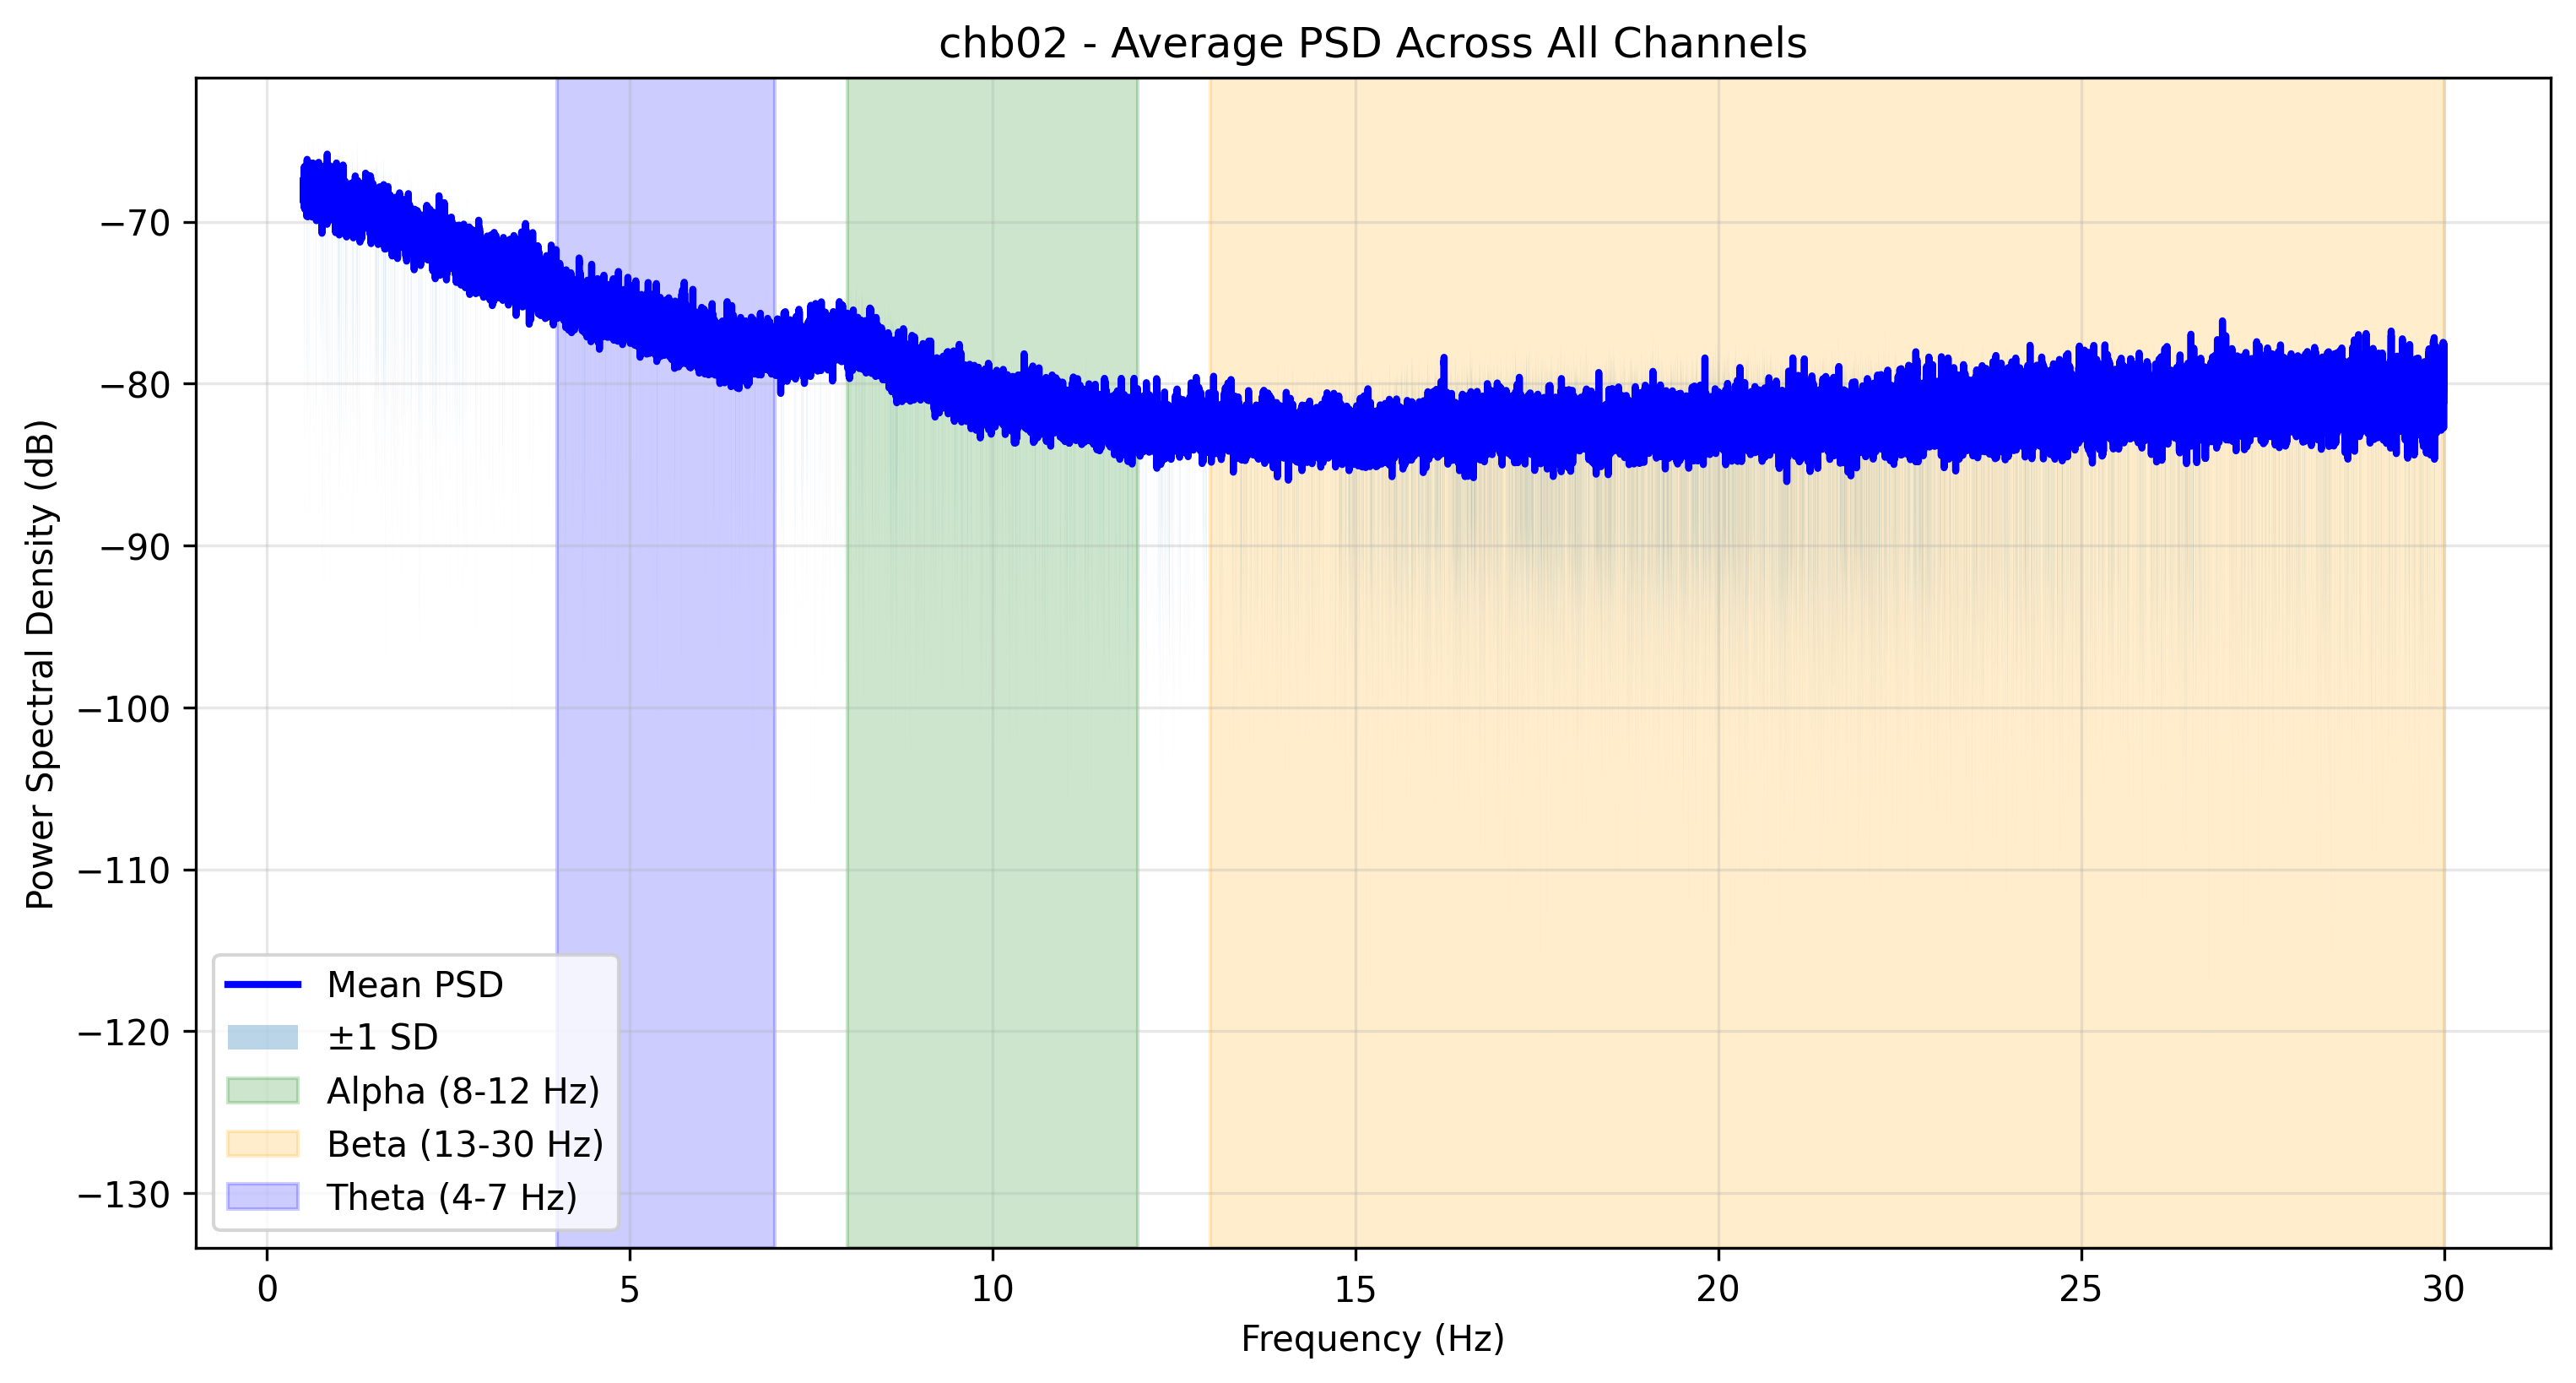 chb02 - Average PSD Across All Channels
Power Spectral Density (dB)
−70
−80
−90
−100
−110
−120
−130
Mean PSD
±1 SD
Alpha (8-12 Hz)
Beta (13-30 Hz)
Theta (4-7 Hz)
0 5 10 15 20 25 30
Frequency (Hz)